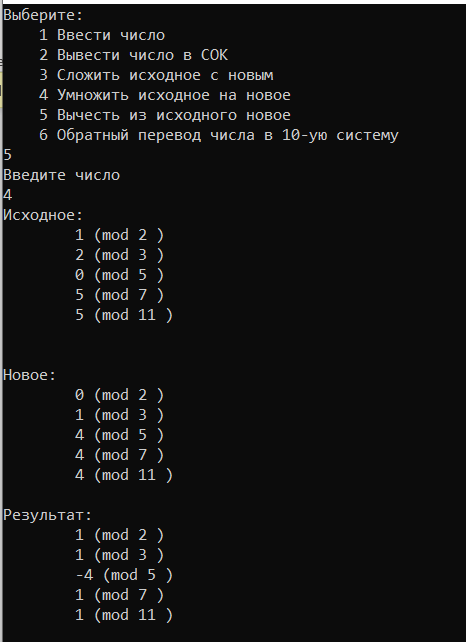 Выберите:
1 Ввести число
2 Вывести число в СОК
3 Сложить исходное с новым
4 Умножить исходное на новое
5 Вычесть из исходного новое
6 Обратный перевод числа в 10-ую систему
5
Введите число
4
Исходное:
1 (mod 2 )
2 (mod 3 )
0 (mod 5 )
5 (mod 7 )
5 (mod 11 )
Новое:
0 (mod 2 )
1 (mod 3 )
4 (mod 5 )
4 (mod 7 )
4 (mod 11 )
Результат:
1 (mod 2 )
1 (mod 3 )
-4 (mod 5 )
1 (mod 7 )
1 (mod 11 )